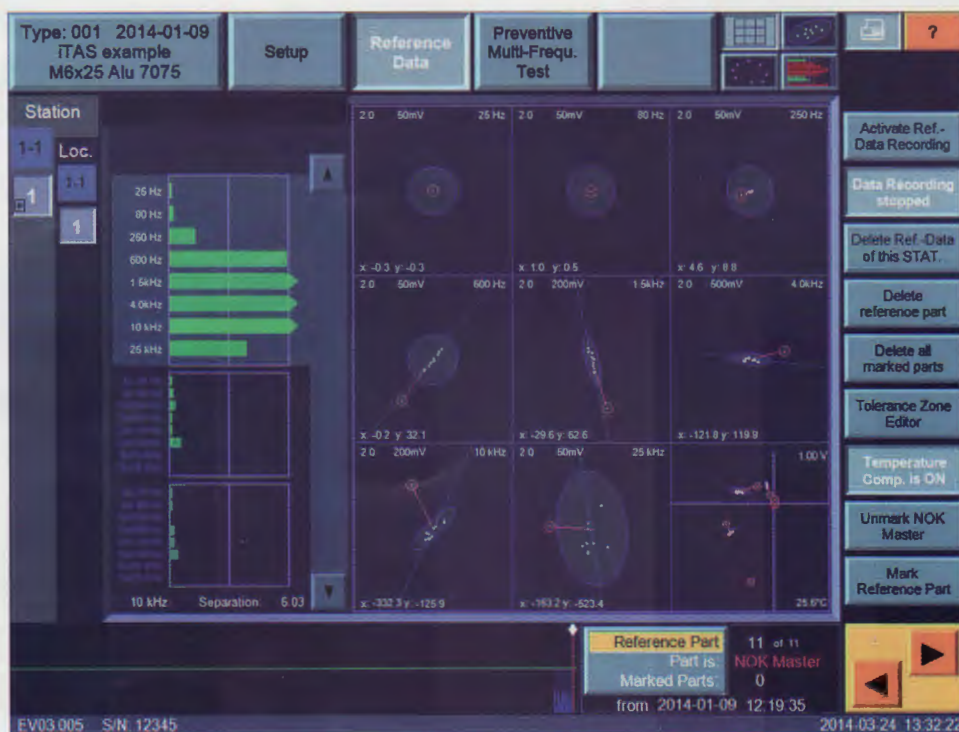 Type: 001 2014-01-09
iTAS example
M6x25 Alu 7075
Setup
Reference
Data
Preventive
Multi-Frequ.
Test
?
Station
1-1
Loc.
1-1
1
1
25 Hz
80 Hz
250 Hz
600 Hz
1.5kHz
4.0kHz
10 kHz
25 kHz
10 kHz Separation: 6.03
2.0 50mV 25 Hz
x: -0.3 y: -0.3
2.0 50mV 80 Hz
x: 1.0 y: 0.5
2.0 50mV 250 Hz
x: 4.6 y: 8.8
2.0 50mV 600 Hz
x: -0.2 y: 32.1
2.0 200mV 1.5kHz
x: -29.6 y: 62.6
2.0 500mV 4.0kHz
x: -121.8 y: 119.8
2.0 200mV 10 kHz
x: -332.3 y: -125.9
2.0 50mV 25 kHz
x: -163.2 y: -523.4
1.00 V
25.6°C
Activate Ref.-
Data Recording
Data Recording
stopped
Delete Ref.-Data
of this STAT.
Delete
reference part
Delete all
marked parts
Tolerance Zone
Editor
Temperature
Comp. is ON
Unmark NOK
Master
Mark
Reference Part
Reference Part 11 of 11
Part is: NOK Master
Marked Parts: 0
from 2014-01-09 12:19:35
EV03.005 S/N: 12345
2014-03-24 13:32:22